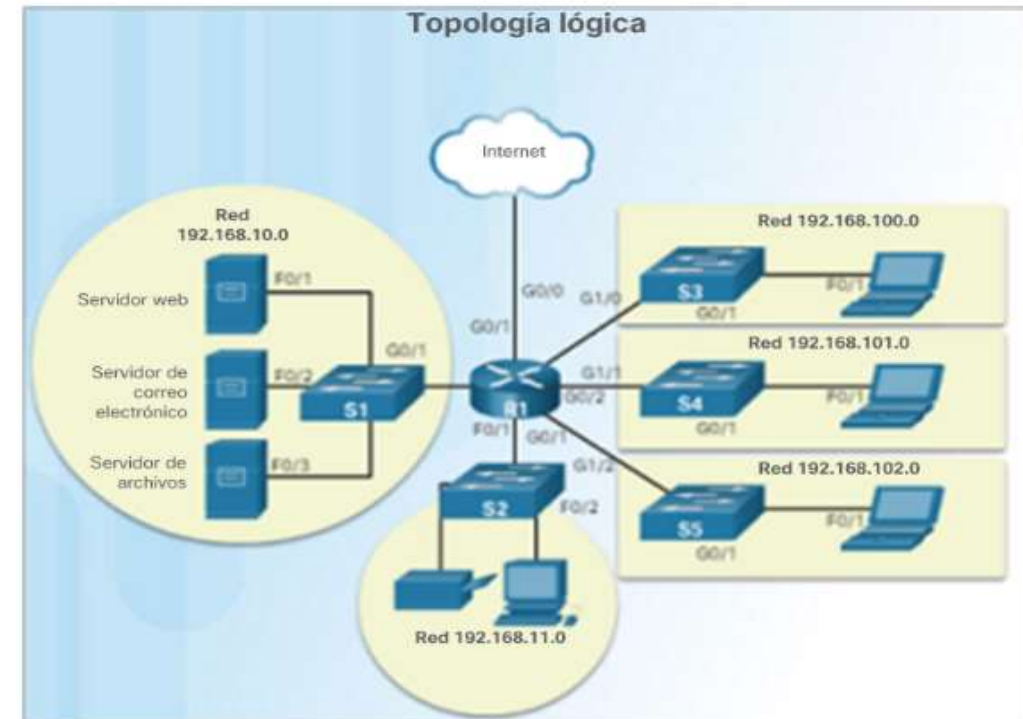 Topología lógica
Internet
Red
192.168.10.0
Servidor web
F0/1
Servidor de
correo
electrónico
F0/2
Servidor de
archivos
F0/3
G0/1
S1
G0/0
G0/1
G1/0
R1
G1/1
G0/2
F0/1
G0/1
G1/2
S2
F0/2
Red 192.168.11.0
Red 192.168.100.0
S3
F0/1
G0/1
Red 192.168.101.0
S4
F0/1
G0/1
Red 192.168.102.0
S5
F0/1
G0/1